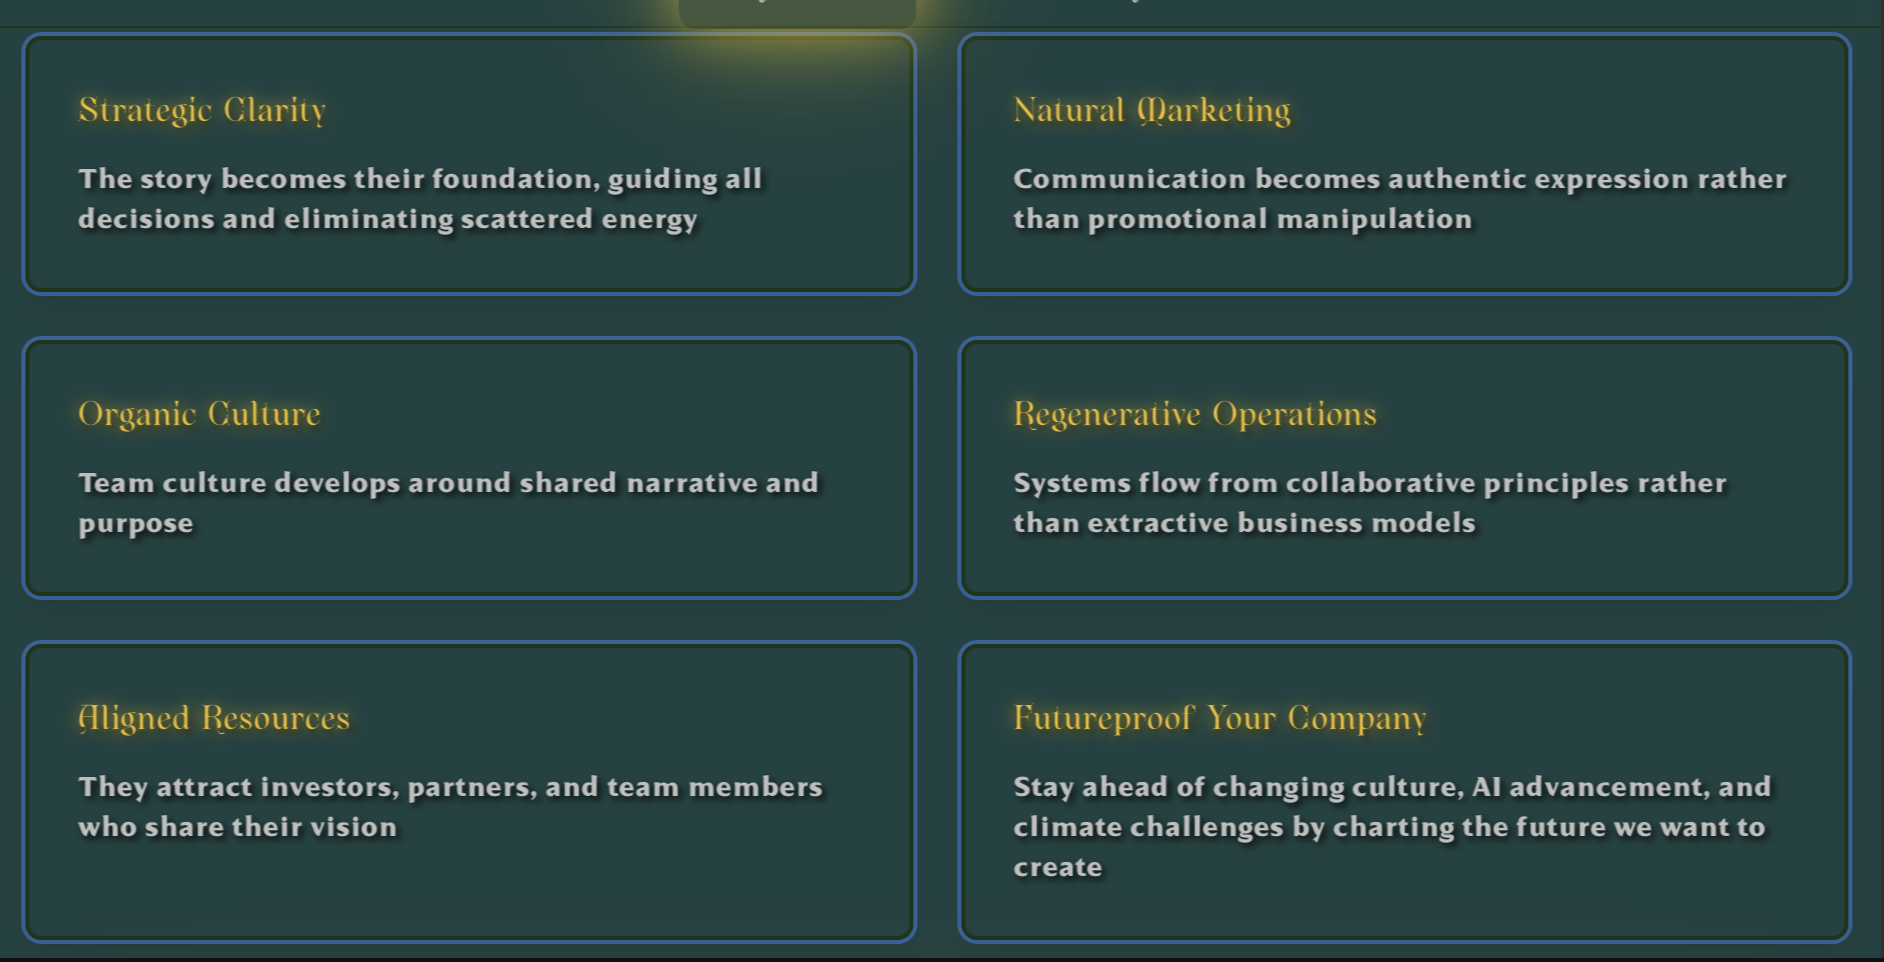 Strategic Clarity
The story becomes their foundation, guiding all
decisions and eliminating scattered energy
Natural Marketing
Communication becomes authentic expression rather
than promotional manipulation
Organic Culture
Team culture develops around shared narrative and
purpose
Regenerative Operations
Systems flow from collaborative principles rather
than extractive business models
Aligned Resources
They attract investors, partners, and team members
who share their vision
Futureproof Your Company
Stay ahead of changing culture, AI advancement, and
climate challenges by charting the future we want to
create